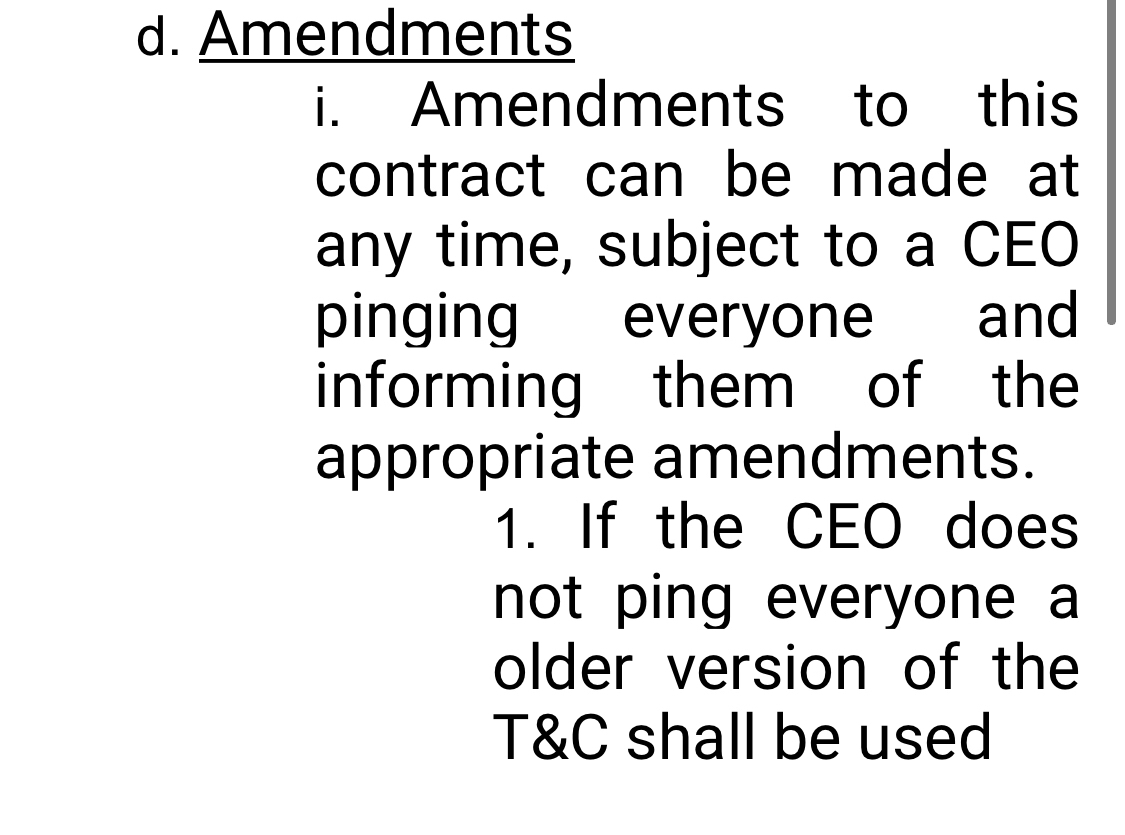 d. Amendments
i. Amendments to this
contract can be made at
any time, subject to a CEO
pinging everyone and
informing them of the
appropriate amendments.
1. If the CEO does
not ping everyone a
older version of the
T&C shall be used